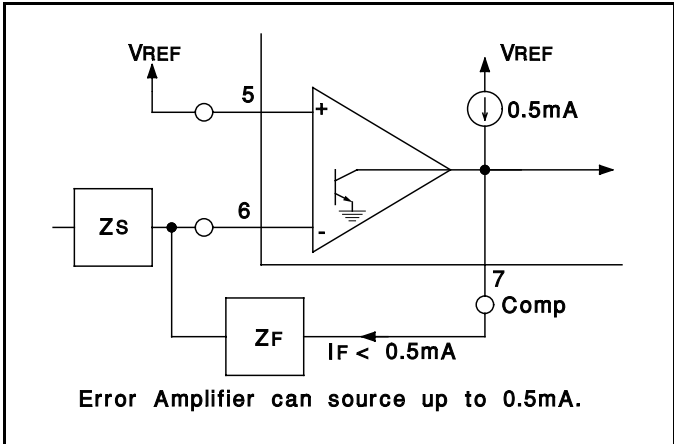 VREF
VREF
5
+
0.5mA
6
-
ZS
7
Comp
ZF
IF < 0.5mA
Error Amplifier can source up to 0.5mA.